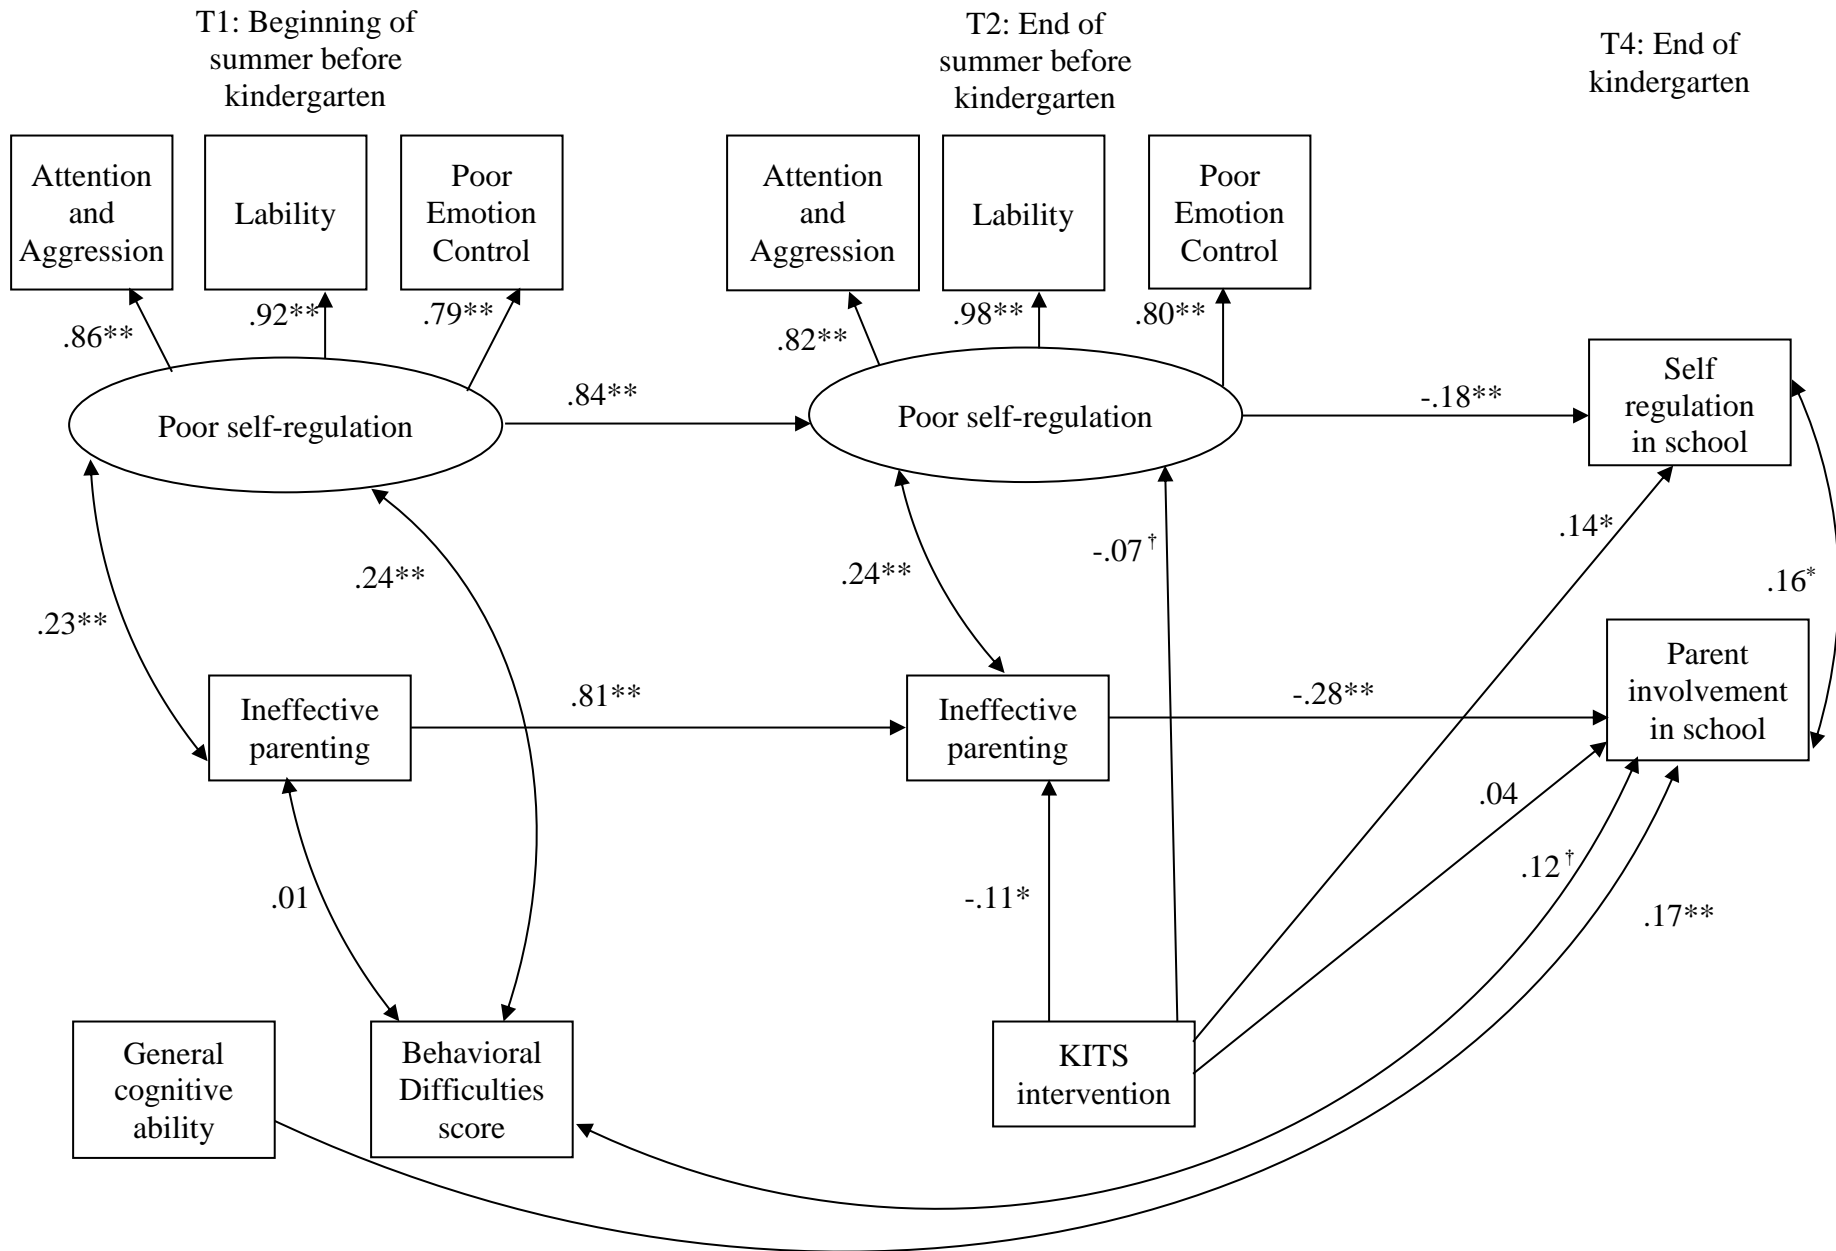 T1: Beginning of
summer before
kindergarten
T2: End of
summer before
kindergarten
T4: End of
kindergarten
Attention
and
Aggression
Lability
Poor
Emotion
Control
Attention
and
Aggression
Lability
Poor
Emotion
Control
.86**
.92**
.79**
.82**
.98**
.80**
Poor self-regulation
.84**
Poor self-regulation
-.18**
Self
regulation
in school
.23**
.24**
.24**
-.07†
.14*
.16*
Ineffective
parenting
.81**
Ineffective
parenting
-.28**
Parent
involvement
in school
.01
-.11*
.04
.12†
.17**
General
cognitive
ability
Behavioral
Difficulties
score
KITS
intervention